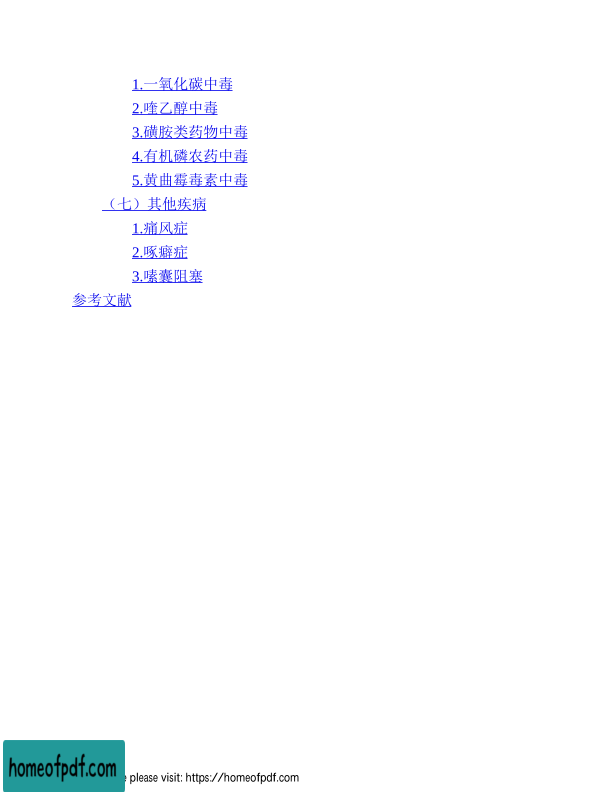 1.一氧化碳中毒
2.喹乙醇中毒
3.磺胺类药物中毒
4.有机磷农药中毒
5.黄曲霉毒素中毒
（七）其他疾病
1.痛风症
2.啄癖症
3.嗉囊阻塞
参考文献
homeofpdf.com
please visit: https://homeofpdf.com